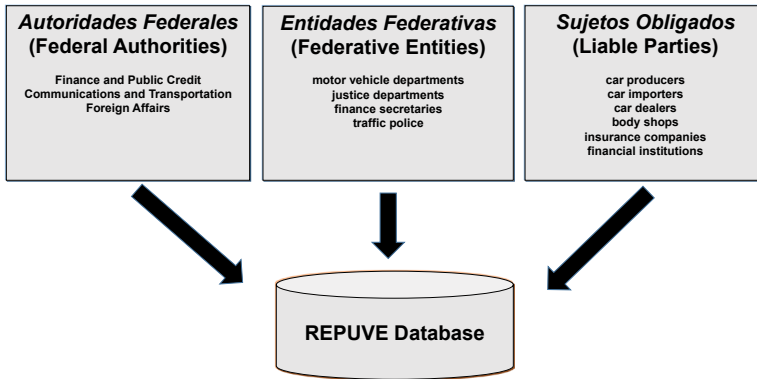 Autoridades Federales
(Federal Authorities)
Finance and Public Credit
Communications and Transportation
Foreign Affairs
Entidades Federativas
(Federative Entities)
motor vehicle departments
justice departments
finance secretaries
traffic police
Sujetos Obligados
(Liable Parties)
car producers
car importers
car dealers
body shops
insurance companies
financial institutions
REPUVE Database